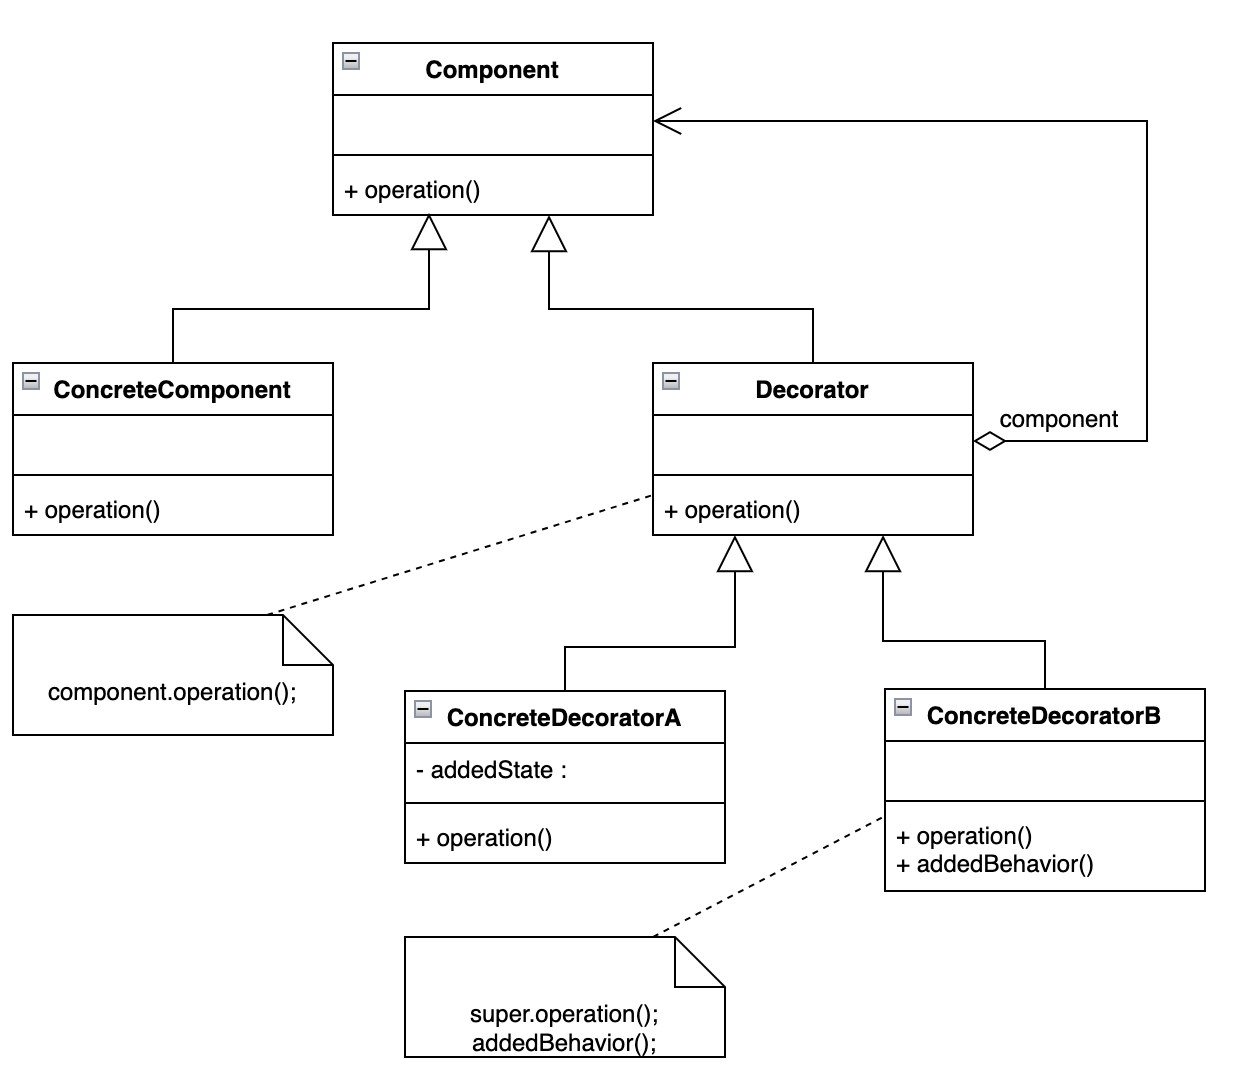 Component
+ operation()
ConcreteComponent
+ operation()
Decorator
+ operation()
component
component.operation();
ConcreteDecoratorA
- addedState :
+ operation()
ConcreteDecoratorB
+ operation()
+ addedBehavior()
super.operation();
addedBehavior();